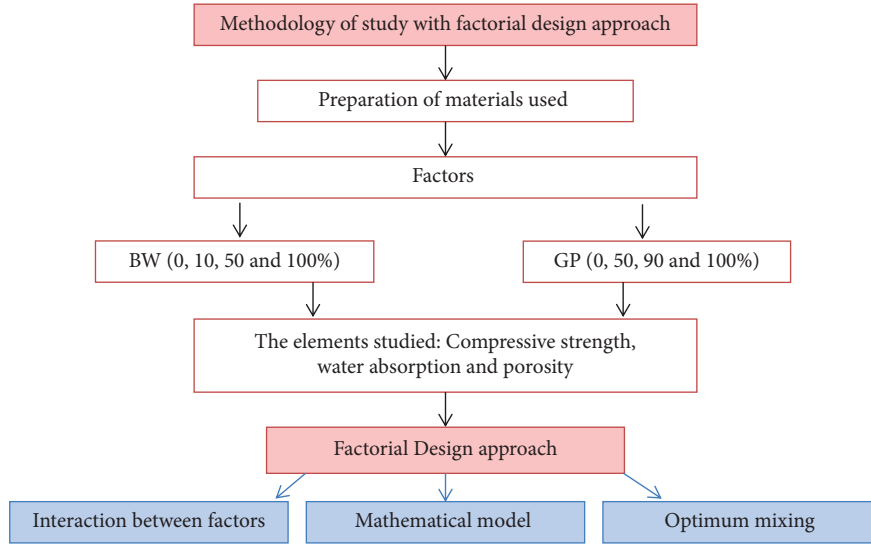 Methodology of study with factorial design approach
Preparation of materials used
Factors
BW (0, 10, 50 and 100%)
GP (0, 50, 90 and 100%)
The elements studied: Compressive strength,
water absorption and porosity
Factorial Design approach
Interaction between factors
Mathematical model
Optimum mixing